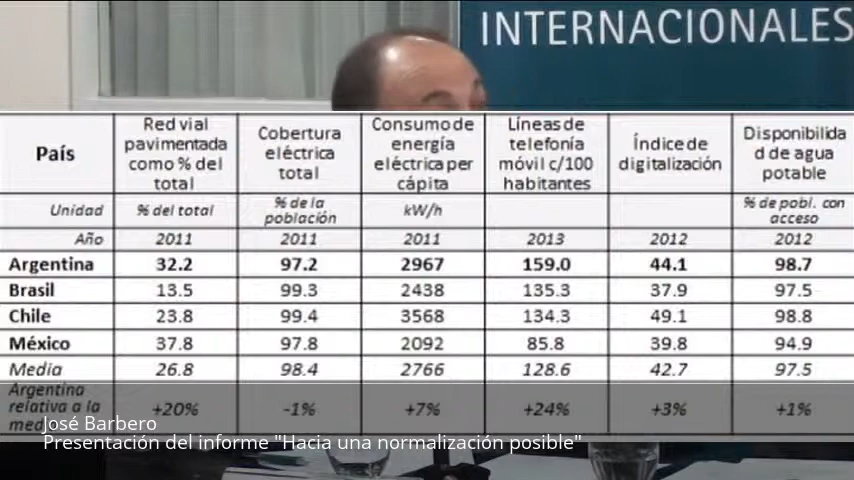 INTERNACIONALES
País
Red vial
pavimentada
como % del
total
Cobertura
eléctrica
total
Consumo de
energía
eléctrica per
cápita
Líneas de
telefonía
móvil c/100
habitantes
Índice de
digitalización
Disponibilida
d de agua
potable
Unidad % del total % de la
población kW/h % de pobl. con
acceso
Año 2011 2011 2011 2013 2012 2012
Argentina 32.2 97.2 2967 159.0 44.1 98.7
Brasil 13.5 99.3 2438 135.3 37.9 97.5
Chile 23.8 99.4 3568 134.3 49.1 98.8
México 37.8 97.8 2092 85.8 39.8 94.9
Media 26.8 98.4 2766 128.6 42.7 97.5
Argentina
relativa a la
+20% -1% +7% +24% +3% +1%
José Barbero
Presentación del informe "Hacia una normalización posible"